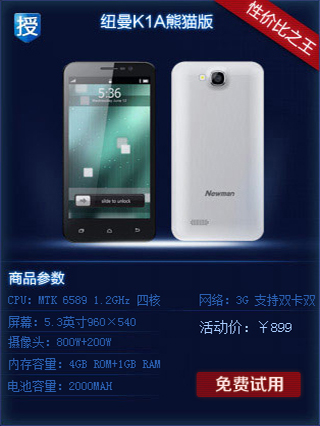 授
纽曼K1A熊猫版
性价比之王
5:36
slide to unlock
Newman
商品参数
CPU: MTK 6589 1.2GHz 四核
网络: 3G 支持双卡双
屏幕: 5.3英寸960×540
活动价: ￥899
摄像头: 800W+200W
内存容量: 4GB ROM+1GB RAM
电池容量: 2000MAH
免费试用